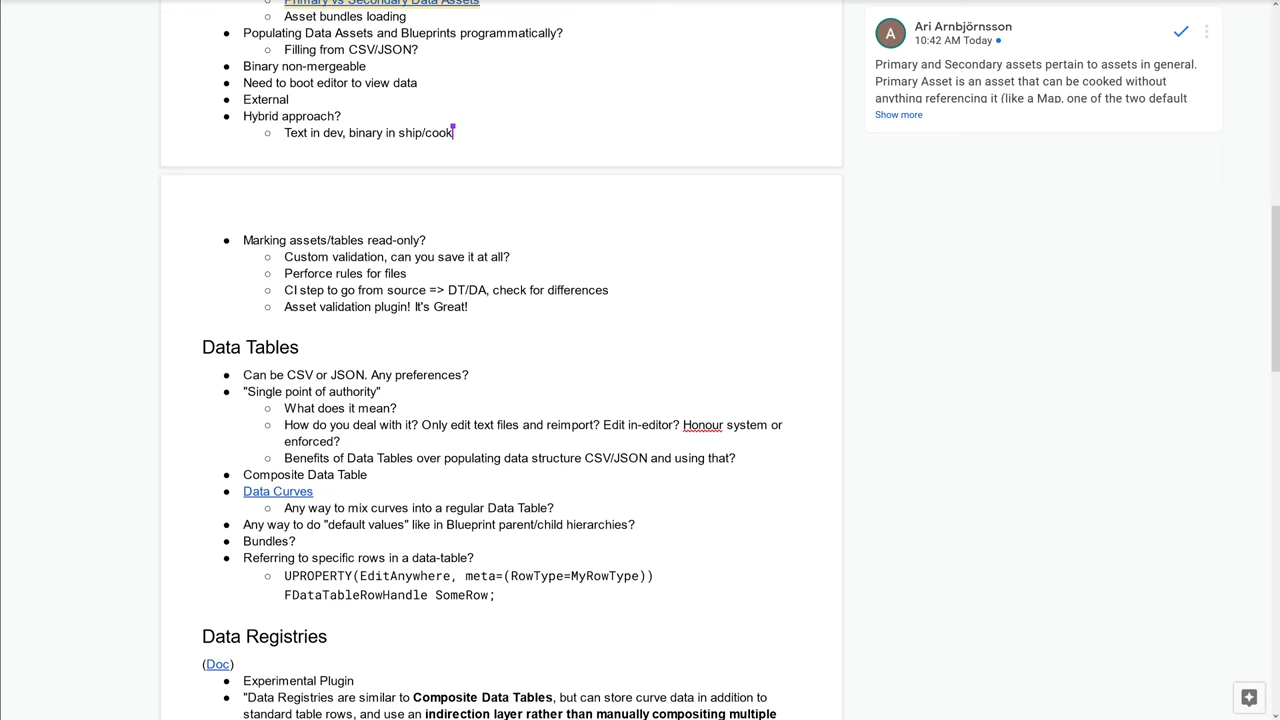 Primary vs Secondary Data Assets
Asset bundles loading
Populating Data Assets and Blueprints programmatically?
Filling from CSV/JSON?
Binary non-mergeable
Need to boot editor to view data
External
Hybrid approach?
Text in dev, binary in ship/cook
Marking assets/tables read-only?
Custom validation, can you save it at all?
Perforce rules for files
CI step to go from source => DT/DA, check for differences
Asset validation plugin! It's Great!
Data Tables
Can be CSV or JSON. Any preferences?
"Single point of authority"
What does it mean?
How do you deal with it? Only edit text files and reimport? Edit in-editor? Honour system or
enforced?
Benefits of Data Tables over populating data structure CSV/JSON and using that?
Composite Data Table
Data Curves
Any way to mix curves into a regular Data Table?
Any way to do "default values" like in Blueprint parent/child hierarchies?
Bundles?
Referring to specific rows in a data-table?
UPROPERTY(EditAnywhere, meta=(RowType=MyRowType))
FDataTableRowHandle SomeRow;
Data Registries
(Doc)
Experimental Plugin
"Data Registries are similar to Composite Data Tables, but can store curve data in addition to
standard table rows, and use an indirection layer rather than manually compositing multiple
A
Ari Arnbjörnsson
10:42 AM Today
Primary and Secondary assets pertain to assets in general.
Primary Asset is an asset that can be cooked without
anything referencing it (like a Map, one of the two default
Show more